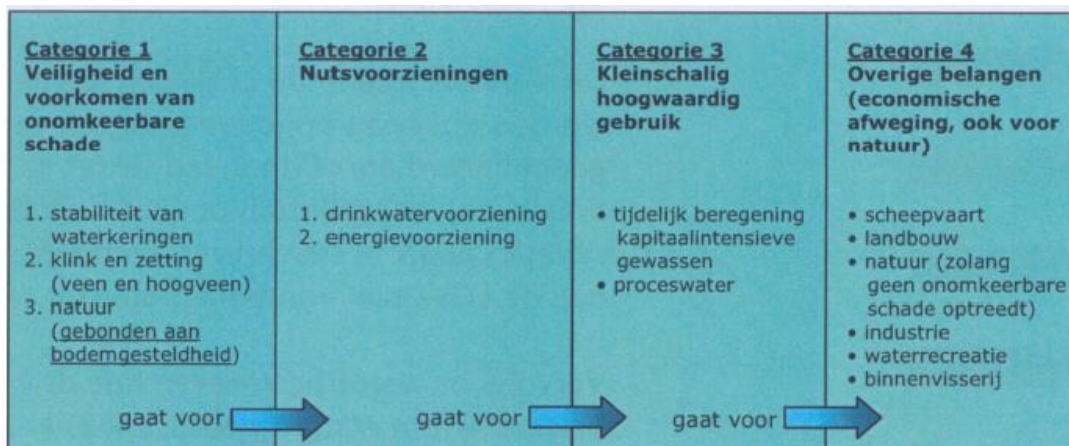 Categorie 1
Veiligheid en
voorkomen van
onomkeerbare
schade
1. stabiliteit van
waterkeringen
2. klink en zetting
(veen en hoogveen)
3. natuur
(gebonden aan
bodemgesteldheid)
gaat voor
Categorie 2
Nutsvoorzieningen
1. drinkwatervoorziening
2. energievoorziening
gaat voor
Categorie 3
Kleinschalig
hoogwaardig
gebruik
• tijdelijk beregening
kapitaalintensieve
gewassen
• proceswater
gaat voor
Categorie 4
Overige belangen
(economische
afweging, ook voor
natuur)
• scheepvaart
• landbouw
• natuur (zolang
geen onomkeerbare
schade optreedt)
• industrie
• waterrecreatie
• binnenvisserij